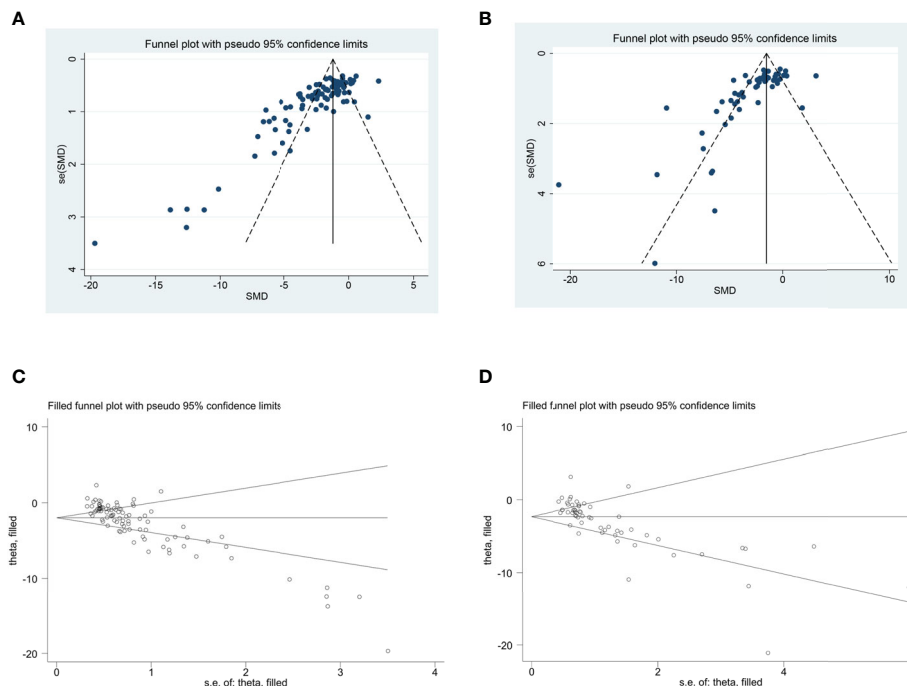 A
Funnel plot with pseudo 95% confidence limits
0
1
2
3
4
se(SMD)
-20
-15
-10
-5
0
5
SMD
B
Funnel plot with pseudo 95% confidence limits
0
2
4
6
se(SMD)
-20
-10
0
10
SMD
C
Filled funnel plot with pseudo 95% confidence limits
10
0
-10
-20
theta, filled
0
1
2
3
4
s.e. of: theta, filled
D
Filled funnel plot with pseudo 95% confidence limits
10
0
-10
-20
theta, filled
0
2
4
s.e. of: theta, filled